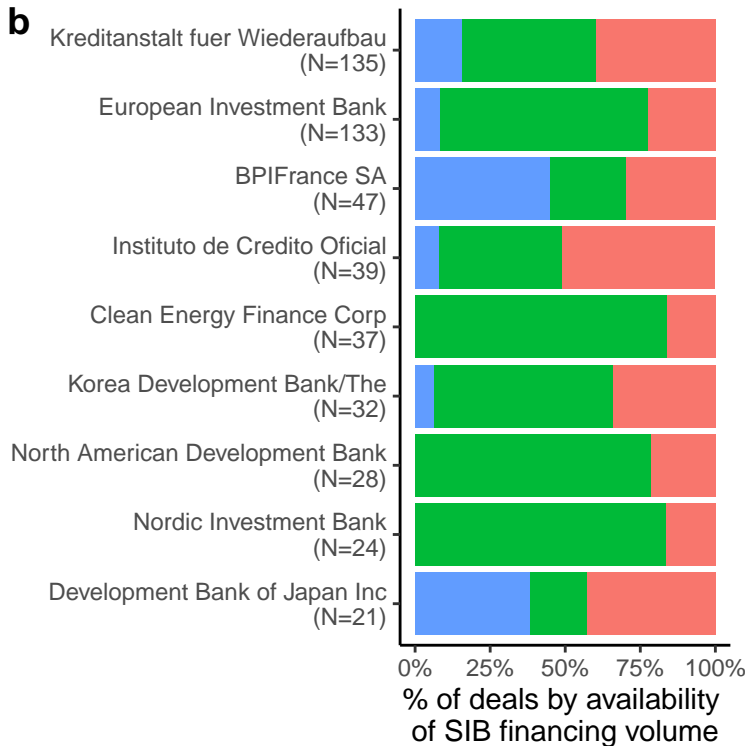 b
Kreditanstalt fuer Wiederaufbau
(N=135)
European Investment Bank
(N=133)
BPIFrance SA
(N=47)
Instituto de Credito Oficial
(N=39)
Clean Energy Finance Corp
(N=37)
Korea Development Bank/The
(N=32)
North American Development Bank
(N=28)
Nordic Investment Bank
(N=24)
Development Bank of Japan Inc
(N=21)
0% 25% 50% 75% 100%
% of deals by availability
of SIB financing volume